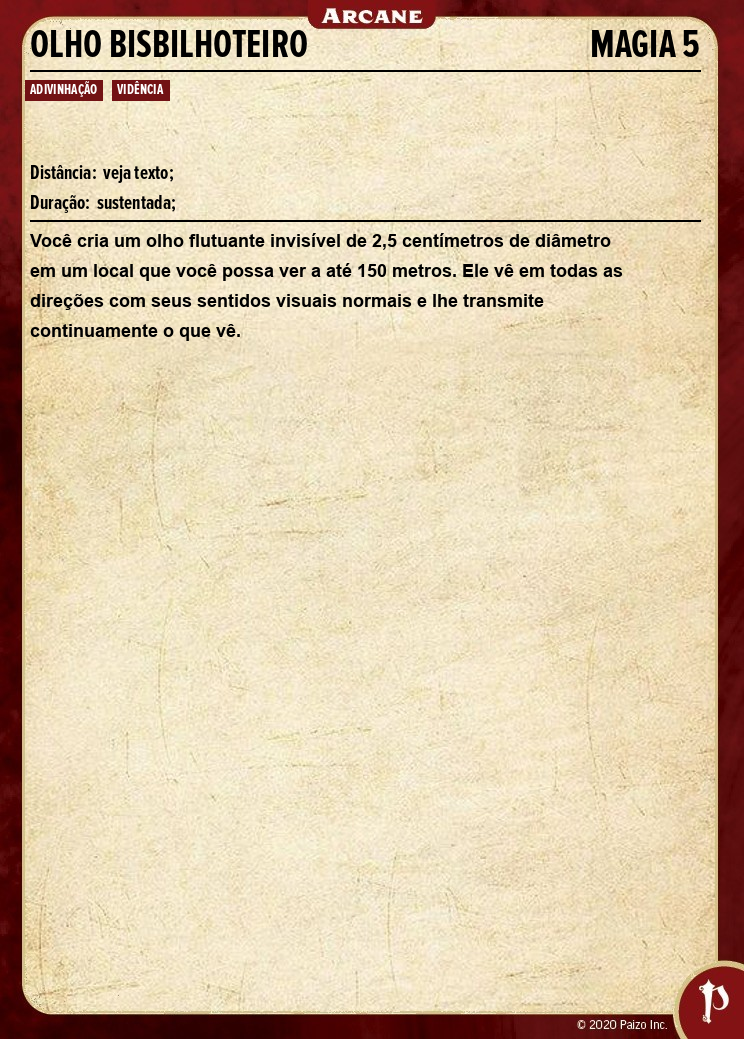 ARCANE
OLHO BISBILHOTEIRO MAGIA 5
ADIVINHAÇÃO VIDÊNCIA
Distância: veja texto;
Duração: sustentada;
Você cria um olho flutuante invisível de 2,5 centímetros de diâmetro
em um local que você possa ver a até 150 metros. Ele vê em todas as
direções com seus sentidos visuais normais e lhe transmite
continuamente o que vê.
© 2020 Paizo Inc.
P